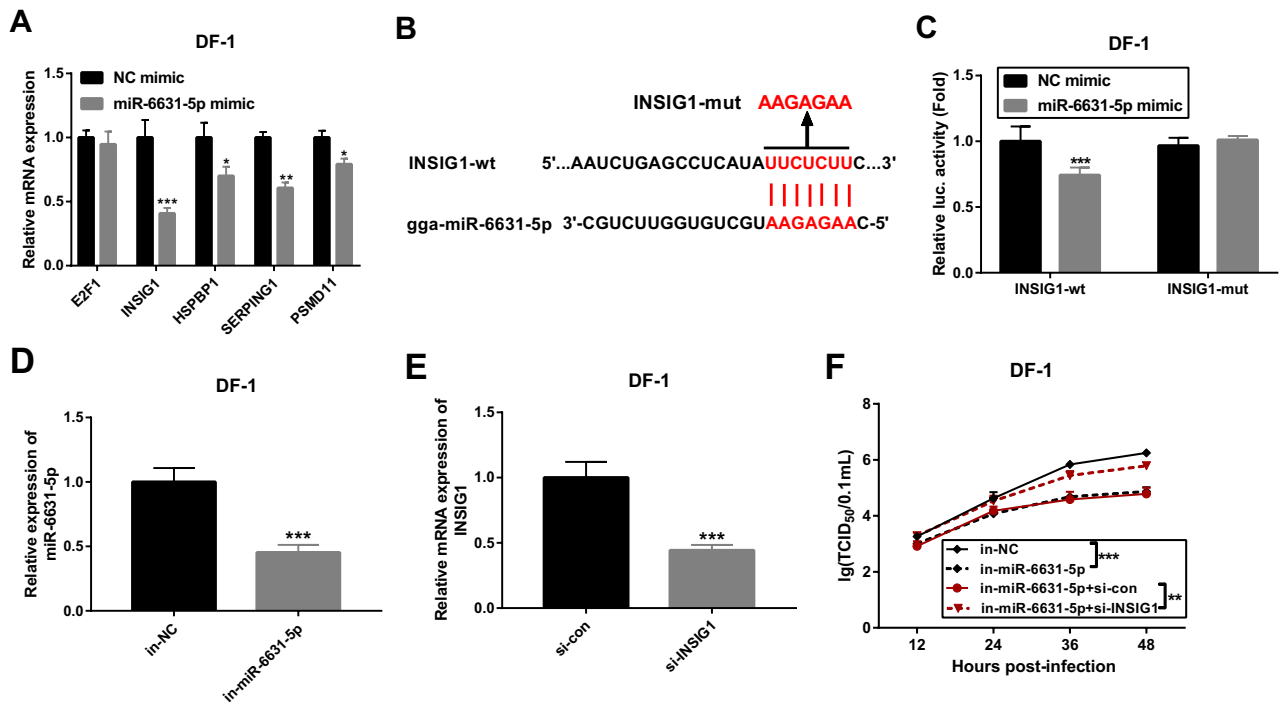 A
DF-1
Relative mRNA expression
1.5
1.0
0.5
0.0
NC mimic
miR-6631-5p mimic
***
*
**
*
E2F1
INSIG1
HSPBP1
SERPING1
PSMD11
B
INSIG1-mut AAGAGAA
INSIG1-wt 5'...AAUCUGAGCCUCAUAUUCUCUUC...3'
gga-miR-6631-5p 3'-CGUCUUGGUGUCGUAAGAGAAC-5'
C
DF-1
Relative luc. activity (Fold)
1.5
1.0
0.5
0.0
NC mimic
miR-6631-5p mimic
***
INSIG1-wt
INSIG1-mut
D
DF-1
Relative expression of
miR-6631-5p
1.5
1.0
0.5
0.0
***
in-NC
in-miR-6631-5p
E
DF-1
Relative mRNA expression of
INSIG1
1.5
1.0
0.5
0.0
***
si-con
si-INSIG1
F
DF-1
lg(TCID50/0.1mL)
8
6
4
2
0
in-NC
in-miR-6631-5p
***
in-miR-6631-5p+si-con
in-miR-6631-5p+si-INSIG1
**
12
24
36
48
Hours post-infection